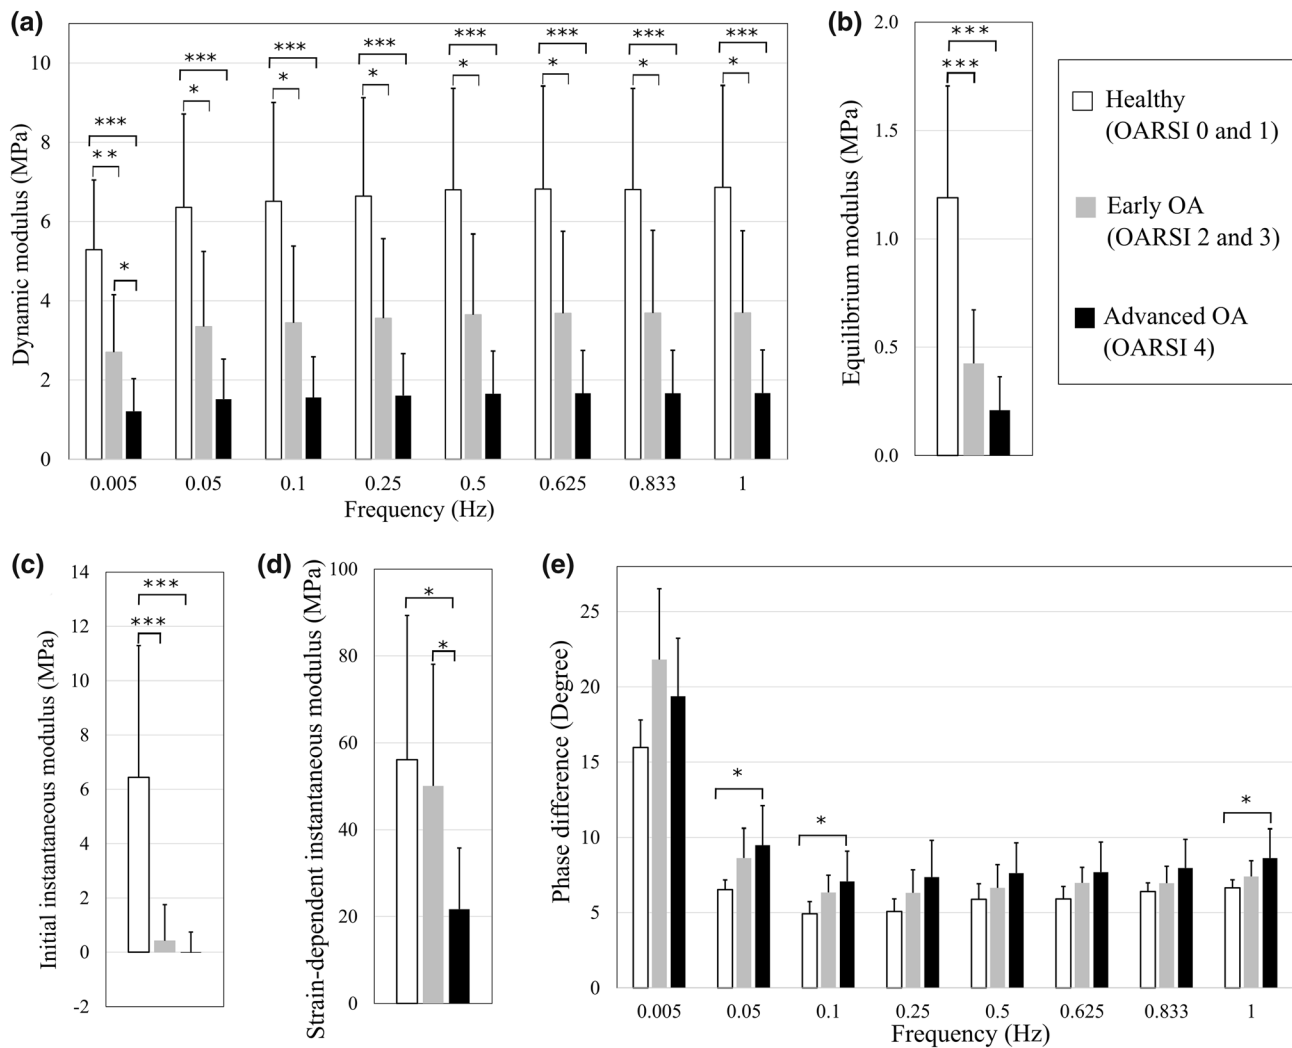 (a)
Dynamic modulus (MPa)
10
8
6
4
2
0
*** *** *** *** *** *** *** ***
** * * * * * * *
*
0.005 0.05 0.1 0.25 0.5 0.625 0.833 1
Frequency (Hz)
(b)
Equilibrium modulus (MPa)
2.0
1.5
1.0
0.5
0.0
***
***
Healthy
(OARSI 0 and 1)
Early OA
(OARSI 2 and 3)
Advanced OA
(OARSI 4)
(c)
Initial instantaneous modulus (MPa)
14
12
10
8
6
4
2
0
-2
***
***
(d)
Strain-dependent instantaneous modulus (MPa)
100
80
60
40
20
0
*
*
(e)
Phase difference (Degree)
25
20
15
10
5
0
* * *
0.005 0.05 0.1 0.25 0.5 0.625 0.833 1
Frequency (Hz)